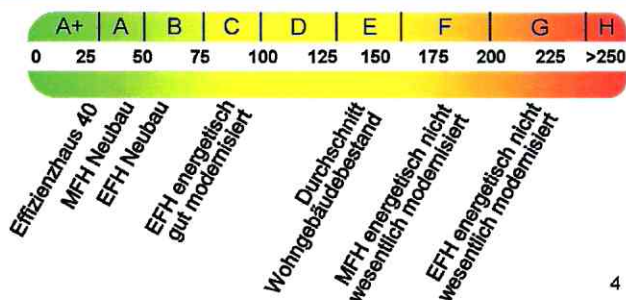 A+ A B C D E F G H
0 25 50 75 100 125 150 175 200 225 >250
Effizienzhaus 40
MFH Neubau
EFH Neubau
EFH energetisch
gut modernisiert
Durchschnitt
Wohngebäudebestand
MFH energetisch nicht
wesentlich modernisiert
EFH energetisch nicht
wesentlich modernisiert
4